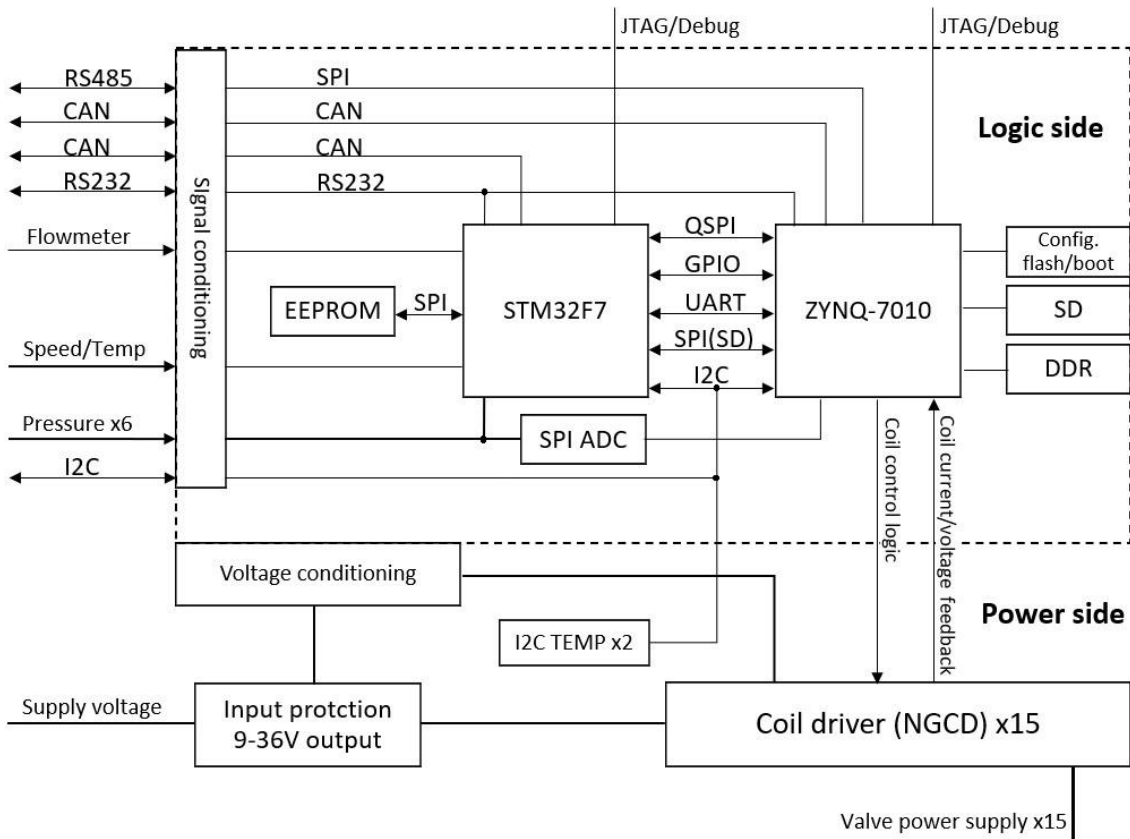 JTAG/Debug
JTAG/Debug
RS485
SPI
CAN
CAN
Logic side
CAN
CAN
RS232
RS232
SIgnal conditioning
Flowmeter
QSPI
Config.
flash/boot
GPIO
EEPROM
SPI
STM32F7
UART
ZYNQ-7010
SD
Speed/Temp
SPI(SD)
I2C
DDR
Pressure x6
SPI ADC
I2C
Coil control
logic
Coil current/voltage
feedback
Voltage conditioning
Power side
I2C TEMP x2
Supply voltage
Input protction
9-36V output
Coil driver (NGCD) x15
Valve power supply x15